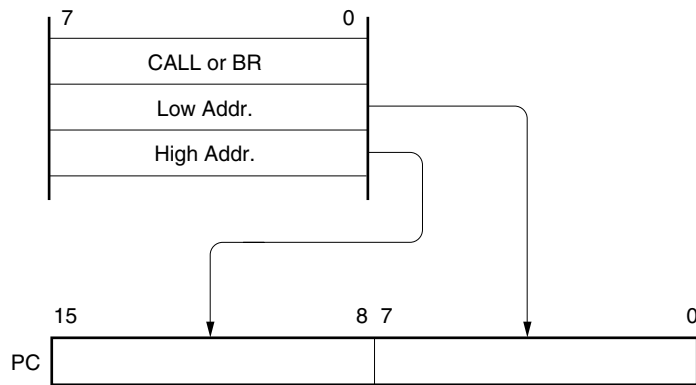 7 0
CALL or BR
Low Addr.
High Addr.
15 8 7 0
PC